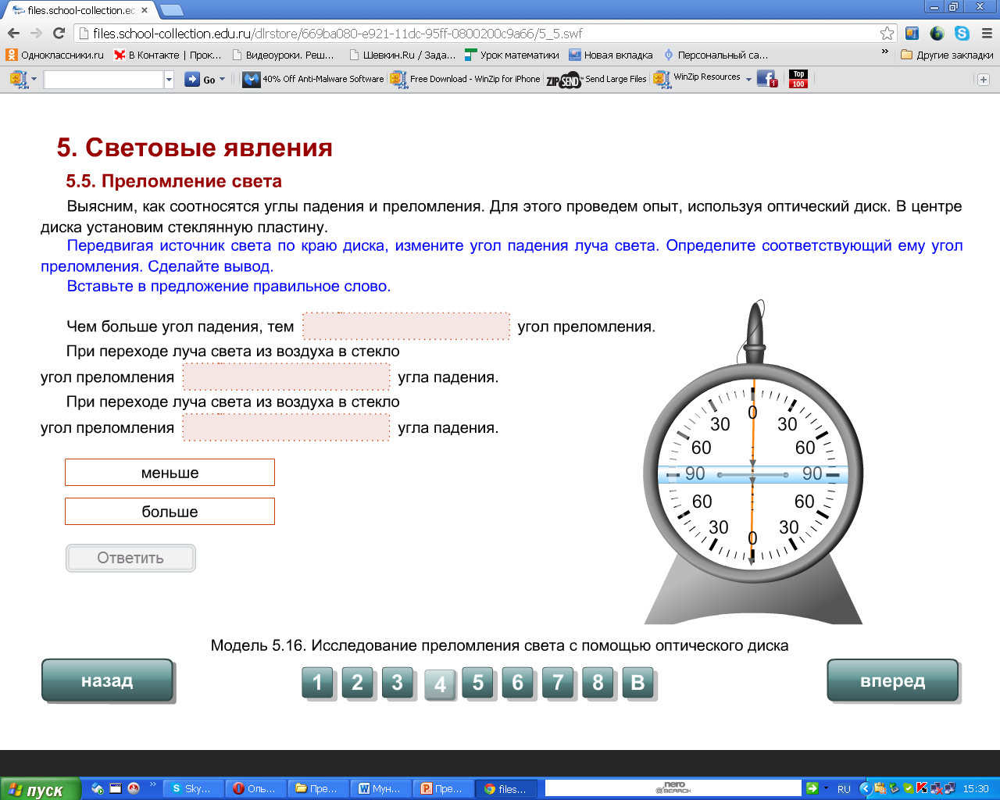 files.school-collection.ec
files.school-collection.edu.ru/dlrstore/669ba080-e921-11dc-95ff-0800200c9a66/5_5.swf
Одноклассники.ru В Контакте | Прок... Видеоуроки. Реш... Шевкин.Ru / Зада... Урок математики Новая вкладка Персональный са... » Другие закладки
Go 40% Off Anti-Malware Software Free Download - WinZip for iPhone ZIPSEND Send Large Files WinZip Resources 1 Top 100
5. Световые явления
5.5. Преломление света
Выясним, как соотносятся углы падения и преломления. Для этого проведем опыт, используя оптический диск. В центре
диска установим стеклянную пластину.
Передвигая источник света по краю диска, измените угол падения луча света. Определите соответствующий ему угол
преломления. Сделайте вывод.
Вставьте в предложение правильное слово.
Чем больше угол падения, тем угол преломления.
При переходе луча света из воздуха в стекло
угол преломления угла падения.
При переходе луча света из воздуха в стекло
угол преломления угла падения.
меньше
больше
Ответить
0
30 30
60 60
90 90
60 60
30 30
0
Модель 5.16. Исследование преломления света с помощью оптического диска
назад 1 2 3 4 5 6 7 8 В вперед
пуск » Sky... Оль... Пре... Мун... Пре... files... nero SEARCH RU 15:30